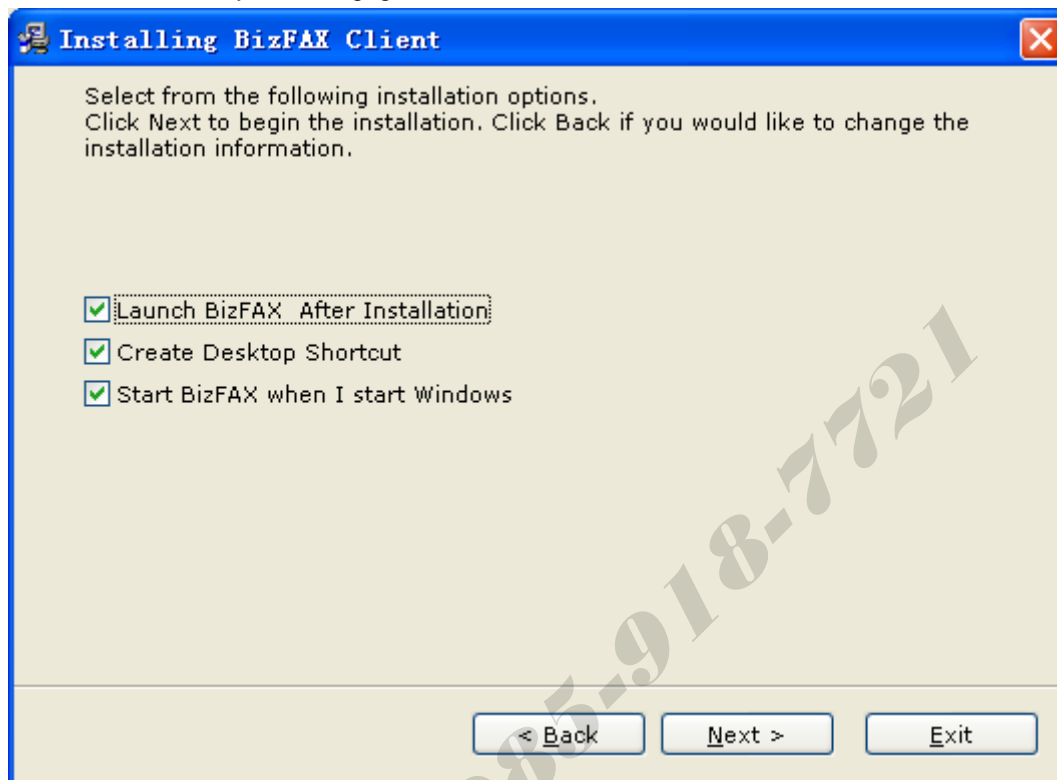 Installing BizFAX Client
Select from the following installation options.
Click Next to begin the installation. Click Back if you would like to change the
installation information.
Launch BizFAX  After Installation
Create Desktop Shortcut
Start BizFAX when I start Windows
85-918-7721
< Back
Next >
Exit